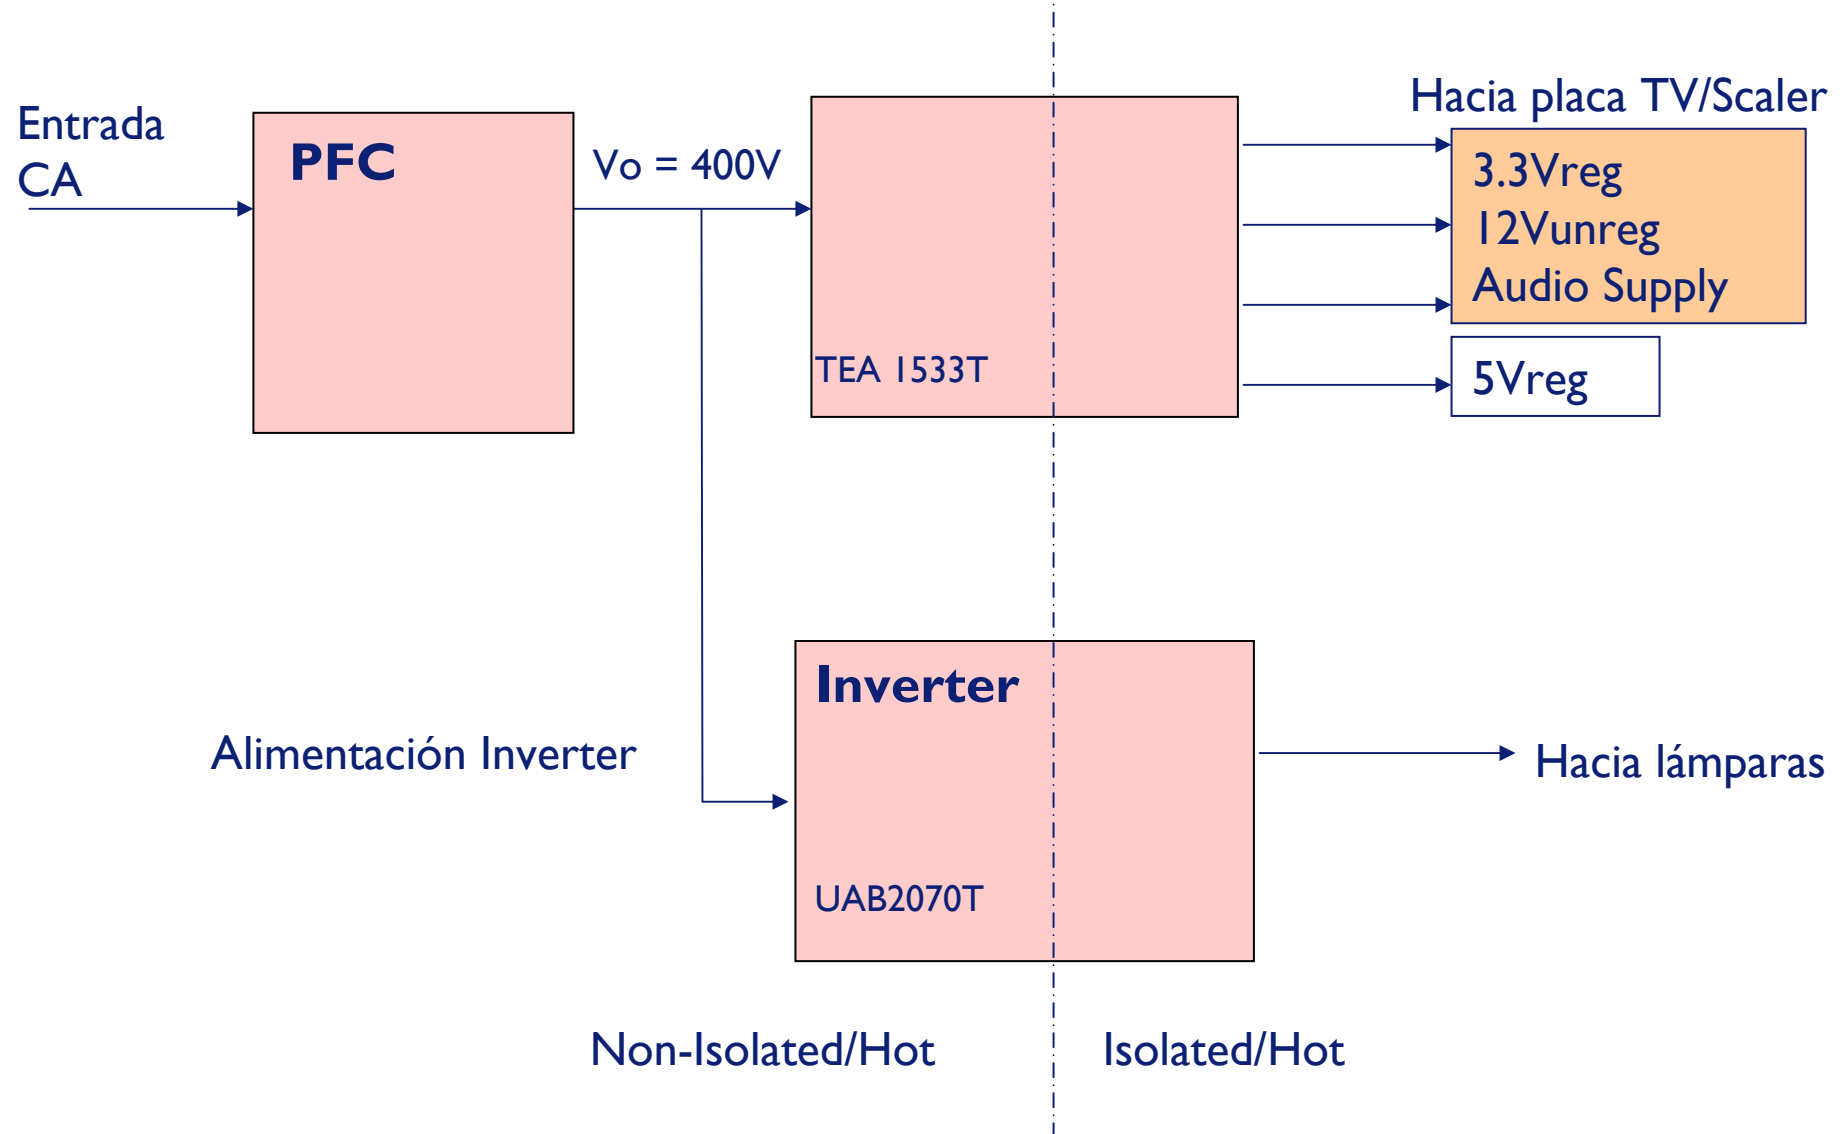 Entrada
CA
PFC
Vo = 400V
TEA 1533T
Hacia placa TV/Scaler
3.3Vreg
12Vunreg
Audio Supply
5Vreg
Inverter
Alimentación Inverter
UAB2070T
Hacia lámparas
Non-Isolated/Hot
Isolated/Hot